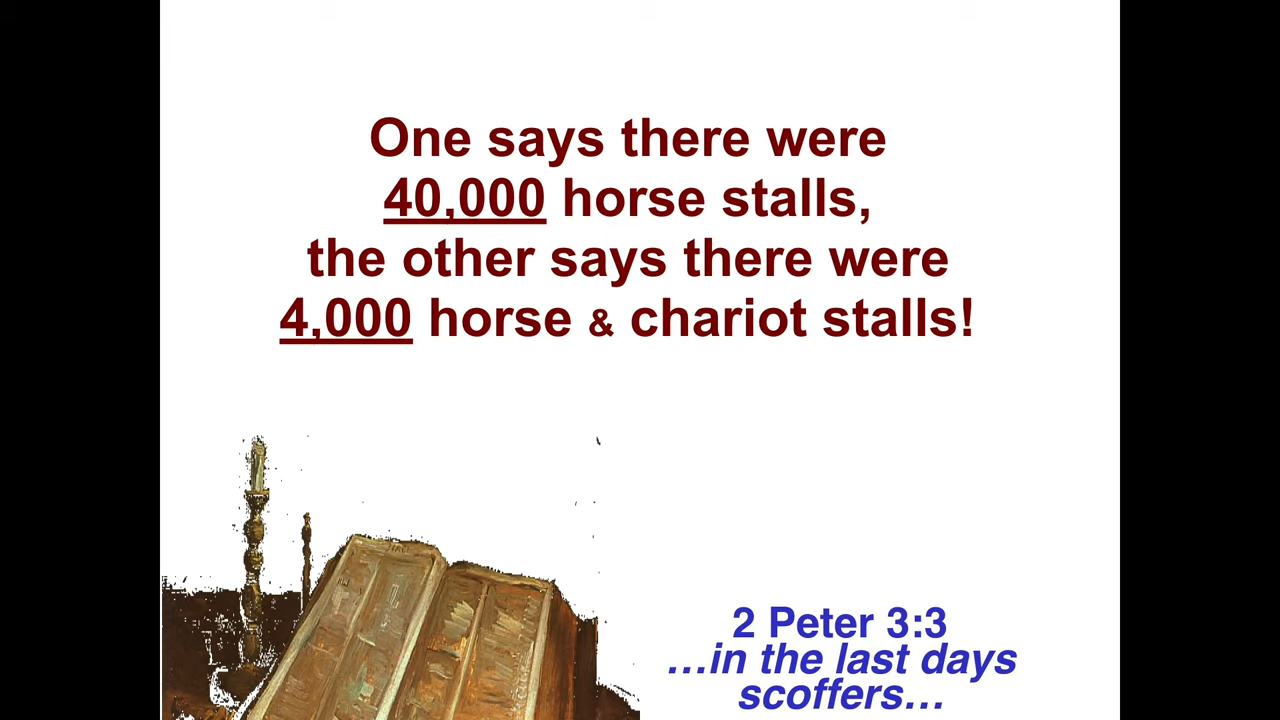 One says there were
40,000 horse stalls,
the other says there were
4,000 horse & chariot stalls!
2 Peter 3:3
…in the last days
scoffers…